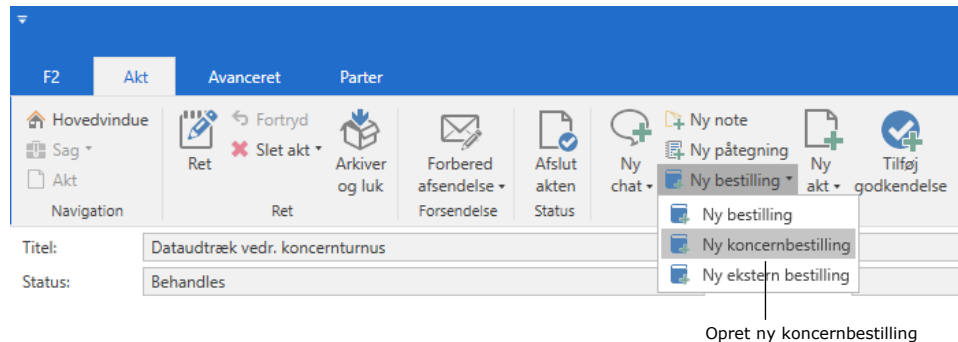 F2 Akt Avanceret Parter
Hovedvindue
Sag
Akt
Navigation
Ret
Fortryd
Slet akt
Ret
Arkiver
og luk
Forbered
afsendelse
Forsendelse
Afslut
akten
Status
Ny
chat
Ny note
Ny påtegning
Ny bestilling
Ny
akt
Tilføj
godkendelse
Ny bestilling
Ny koncernbestilling
Ny ekstern bestilling
Titel: Dataudtræk vedr. koncernturnus
Status: Behandles
Opret ny koncernbestilling